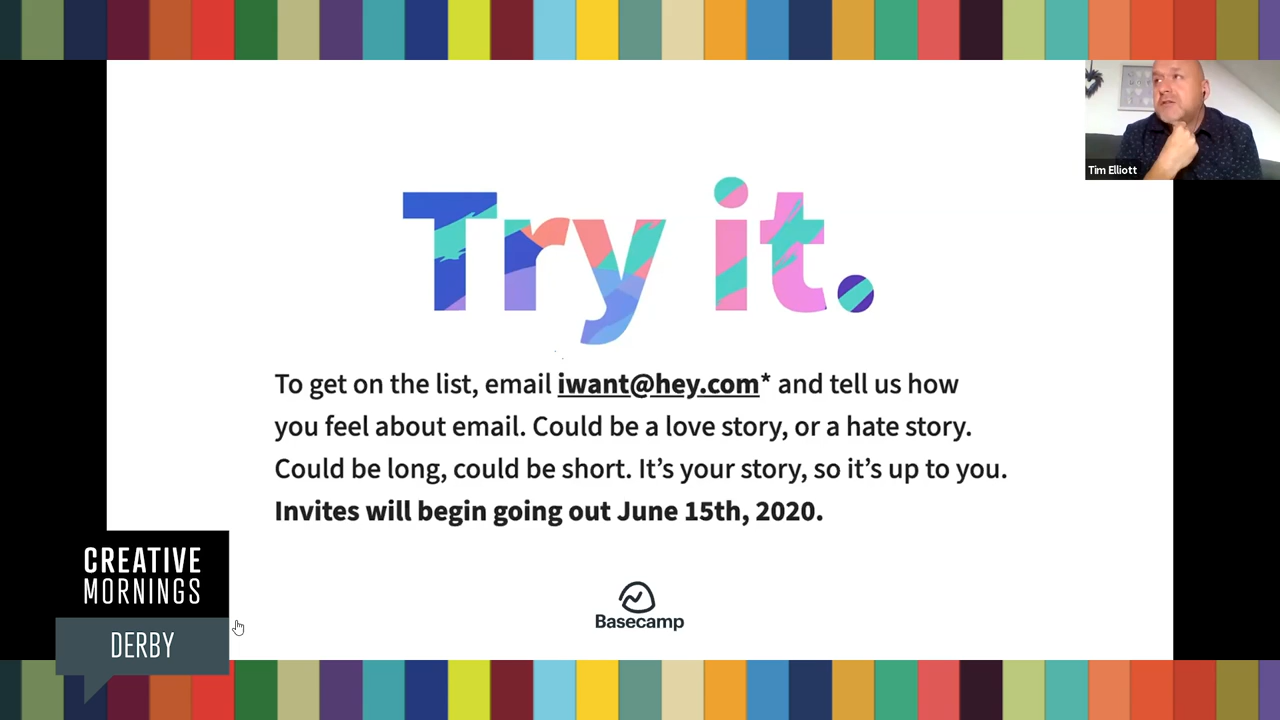 Tim Elliott
Try it.
To get on the list, email iwant@hey.com* and tell us how
you feel about email. Could be a love story, or a hate story.
Could be long, could be short. It’s your story, so it’s up to you.
Invites will begin going out June 15th, 2020.
Basecamp
CREATIVE
MORNINGS
DERBY